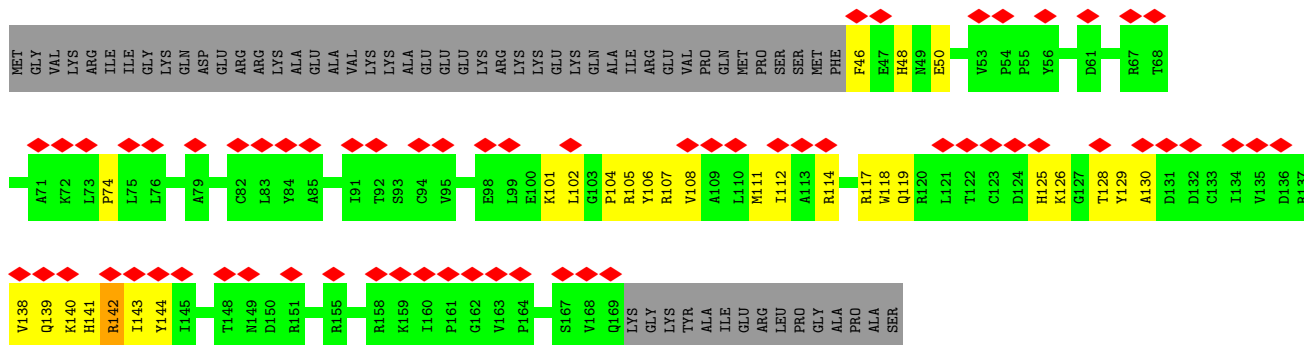 MET GLY VAL LYS ARG ILE ILE GLY LYS GLN ASP GLU ARG ARG LYS ALA GLU ALA VAL LYS LYS ALA GLU GLU GLU LYS ARG LYS LYS GLU LYS GLN ALA ILE ARG GLU VAL PRO GLN MET PRO SER SER MET PHE F46 E47 H48 N49 E50 V53 P54 P55 Y56 D61 R67 T68
A71 K72 L73 P74 L75 L76 A79 C82 L83 Y84 A85 I91 T92 S93 C94 V95 E98 L99 E100 K101 L102 G103 P104 R105 Y106 R107 V108 A109 L110 M111 I112 A113 R114 R117 W118 Q119 R120 L121 T122 C123 D124 H125 K126 G127 T128 Y129 A130 D131 D132 C133 I134 V135 D136 R137
V138 Q139 K140 H141 R142 I143 Y144 I145 T148 N149 D150 R151 R155 R158 K159 I160 P161 G162 V163 P164 S167 V168 Q169 LYS GLY LYS TYR ALA ILE GLU ARG LEU PRO GLY ALA PRO ALA SER